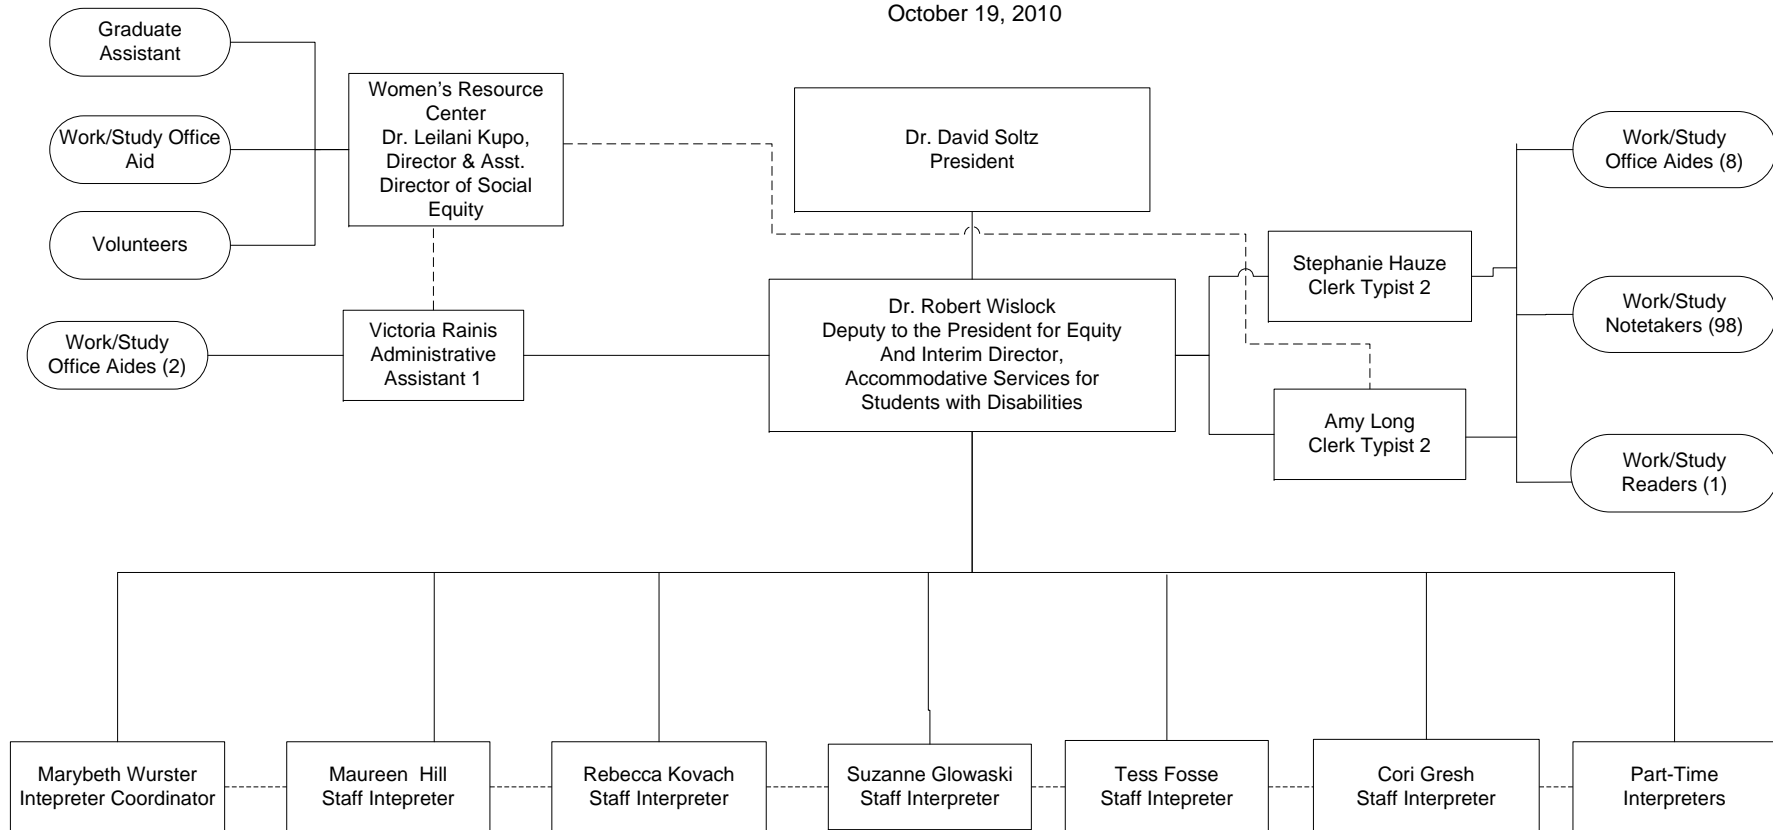 October 19, 2010
Graduate
Assistant
Work/Study Office
Aid
Volunteers
Women's Resource
Center
Dr. Leilani Kupo,
Director & Asst.
Director of Social
Equity
Dr. David Soltz
President
Work/Study
Office Aides (8)
Stephanie Hauze
Clerk Typist 2
Work/Study
Notetakers (98)
Work/Study
Office Aides (2)
Victoria Rainis
Administrative
Assistant 1
Dr. Robert Wislock
Deputy to the President for Equity
And Interim Director,
Accommodative Services for
Students with Disabilities
Amy Long
Clerk Typist 2
Work/Study
Readers (1)
Marybeth Wurster
Intepreter Coordinator
Maureen  Hill
Staff Intepreter
Rebecca Kovach
Staff Interpreter
Suzanne Glowaski
Staff Interpreter
Tess Fosse
Staff Intepreter
Cori Gresh
Staff Interpreter
Part-Time
Interpreters